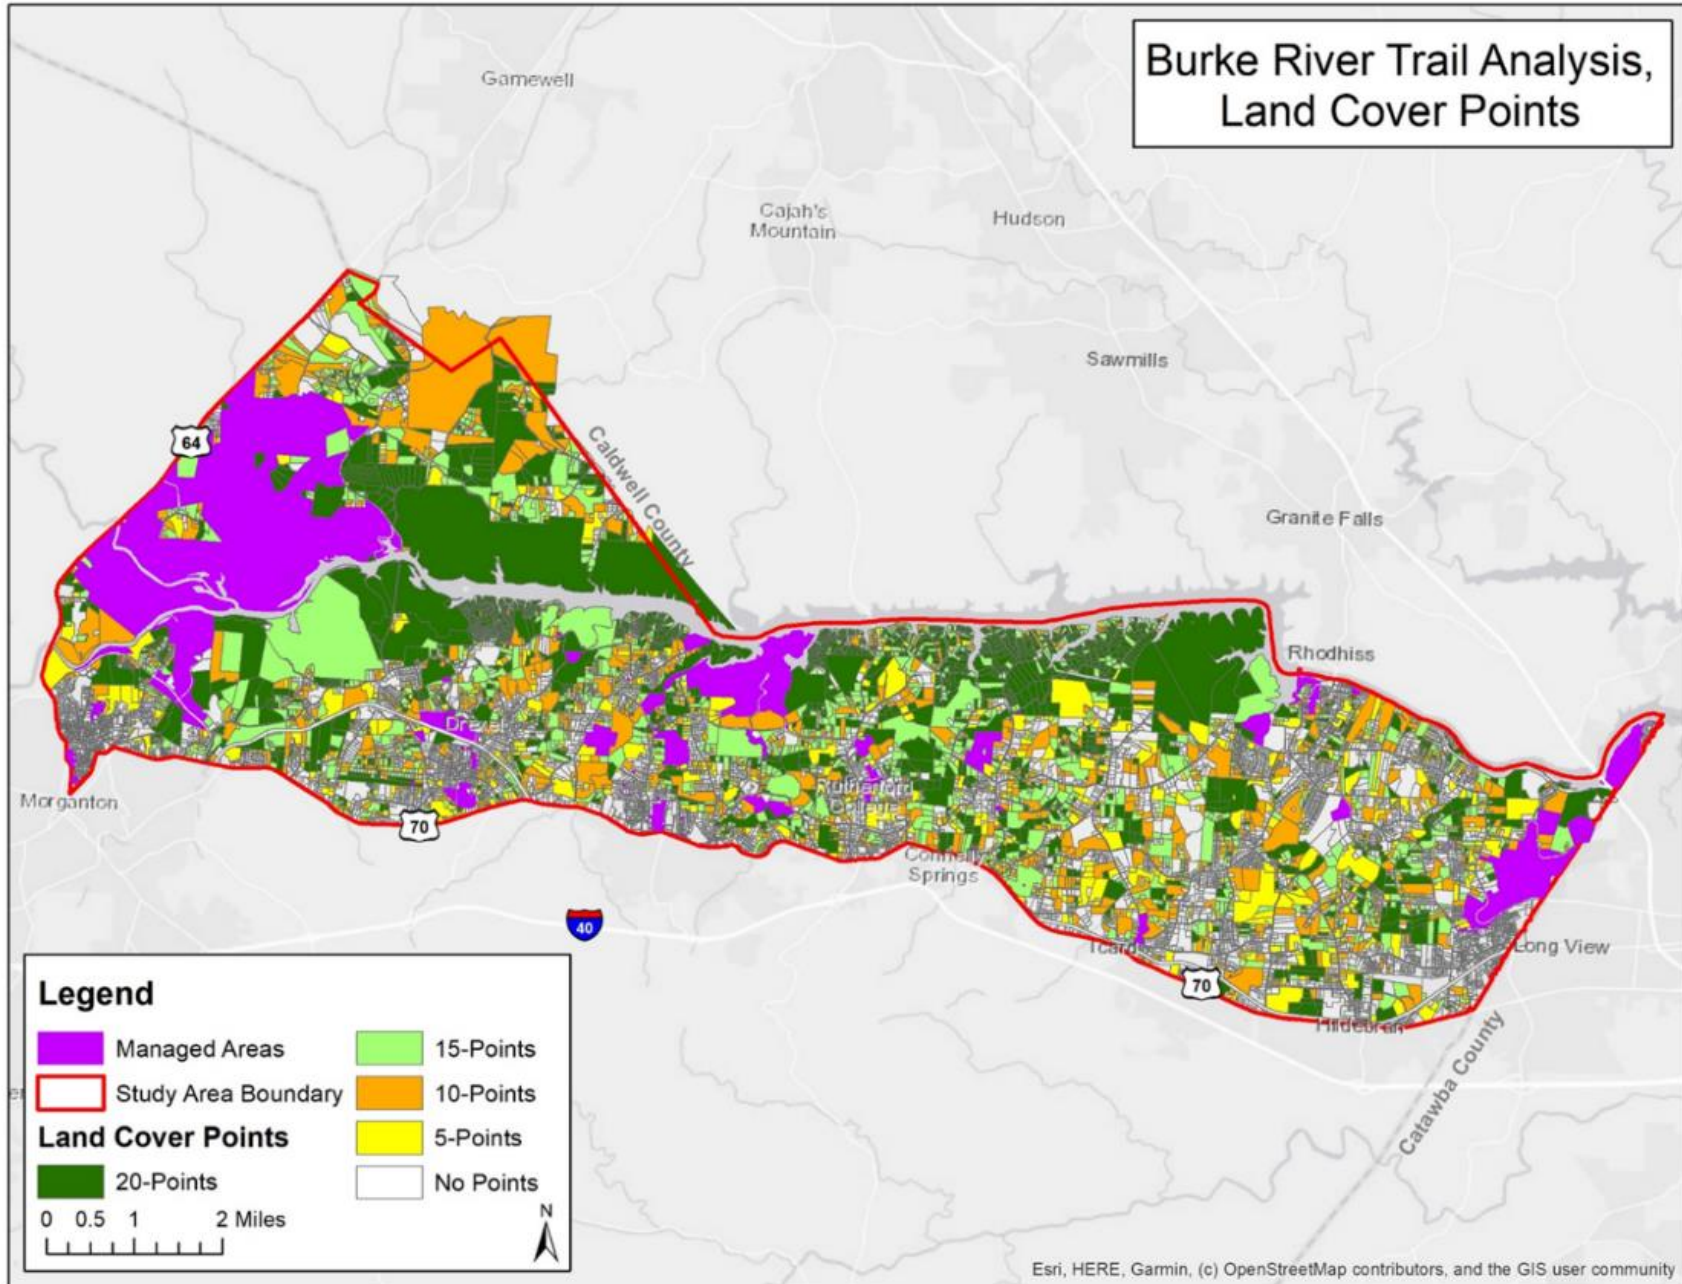 Burke River Trail Analysis,
Land Cover Points
Gamewell
Cajah's
Mountain
Hudson
Sawmills
64
Caldwell County
Granite Falls
Rhodhiss
Morganton
70
Rutherford
Connelly
Springs
40
Icard
Long View
70
Hildebran
Catawba County
Legend
Managed Areas
Study Area Boundary
Land Cover Points
20-Points
15-Points
10-Points
5-Points
No Points
0 0.5 1 2 Miles
N
Esri, HERE, Garmin, (c) OpenStreetMap contributors, and the GIS user community